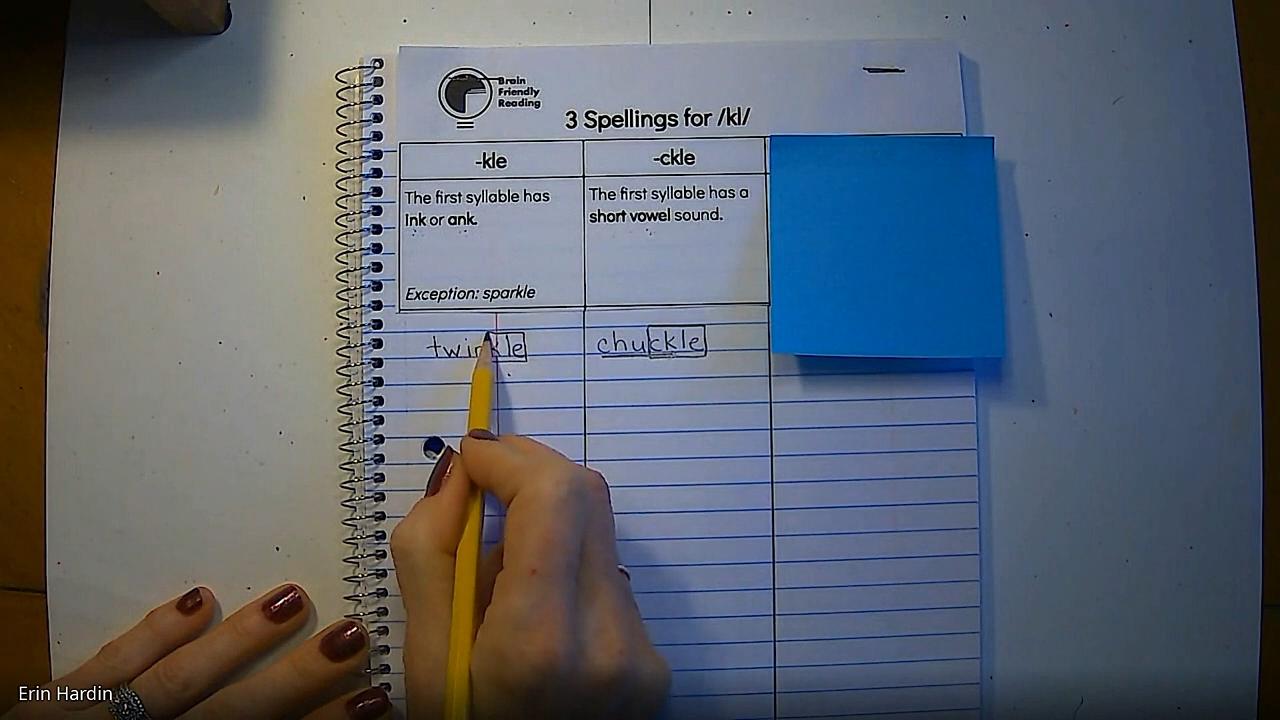 Brain
Friendly
Reading
3 Spellings for /kl/
-kle
The first syllable has
ink or ank.
Exception: sparkle
-ckle
The first syllable has a
short vowel sound.
twinkle
chuckle
Erin Hardin